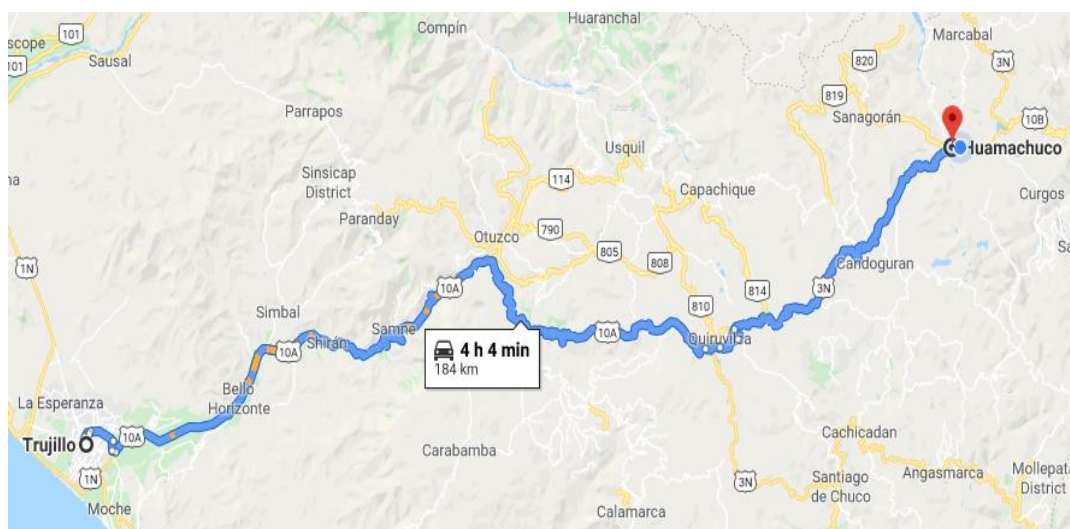 Huaranchal
Compín
101
scope
101
Sausal
Marcabal
820
3N
Parrapos
819
Sanagorán
10B
Huamachuco
Usquil
Sinsicap
District
114
Capachique
Curgos
Paranday
Otuzco
790
805
808
Candoguran
1N
10A
3N
814
810
Simbal
Samne
10A
Shirán
10A
Quiruvilca
4 h 4 min
184 km
Bello
Horizonte
La Esperanza
10A
Trujillo
Cachicadan
Carabamba
1N
3N
Santiago
de Chuco
Angasmarca
Mollepata
District
Moche
Calamarca